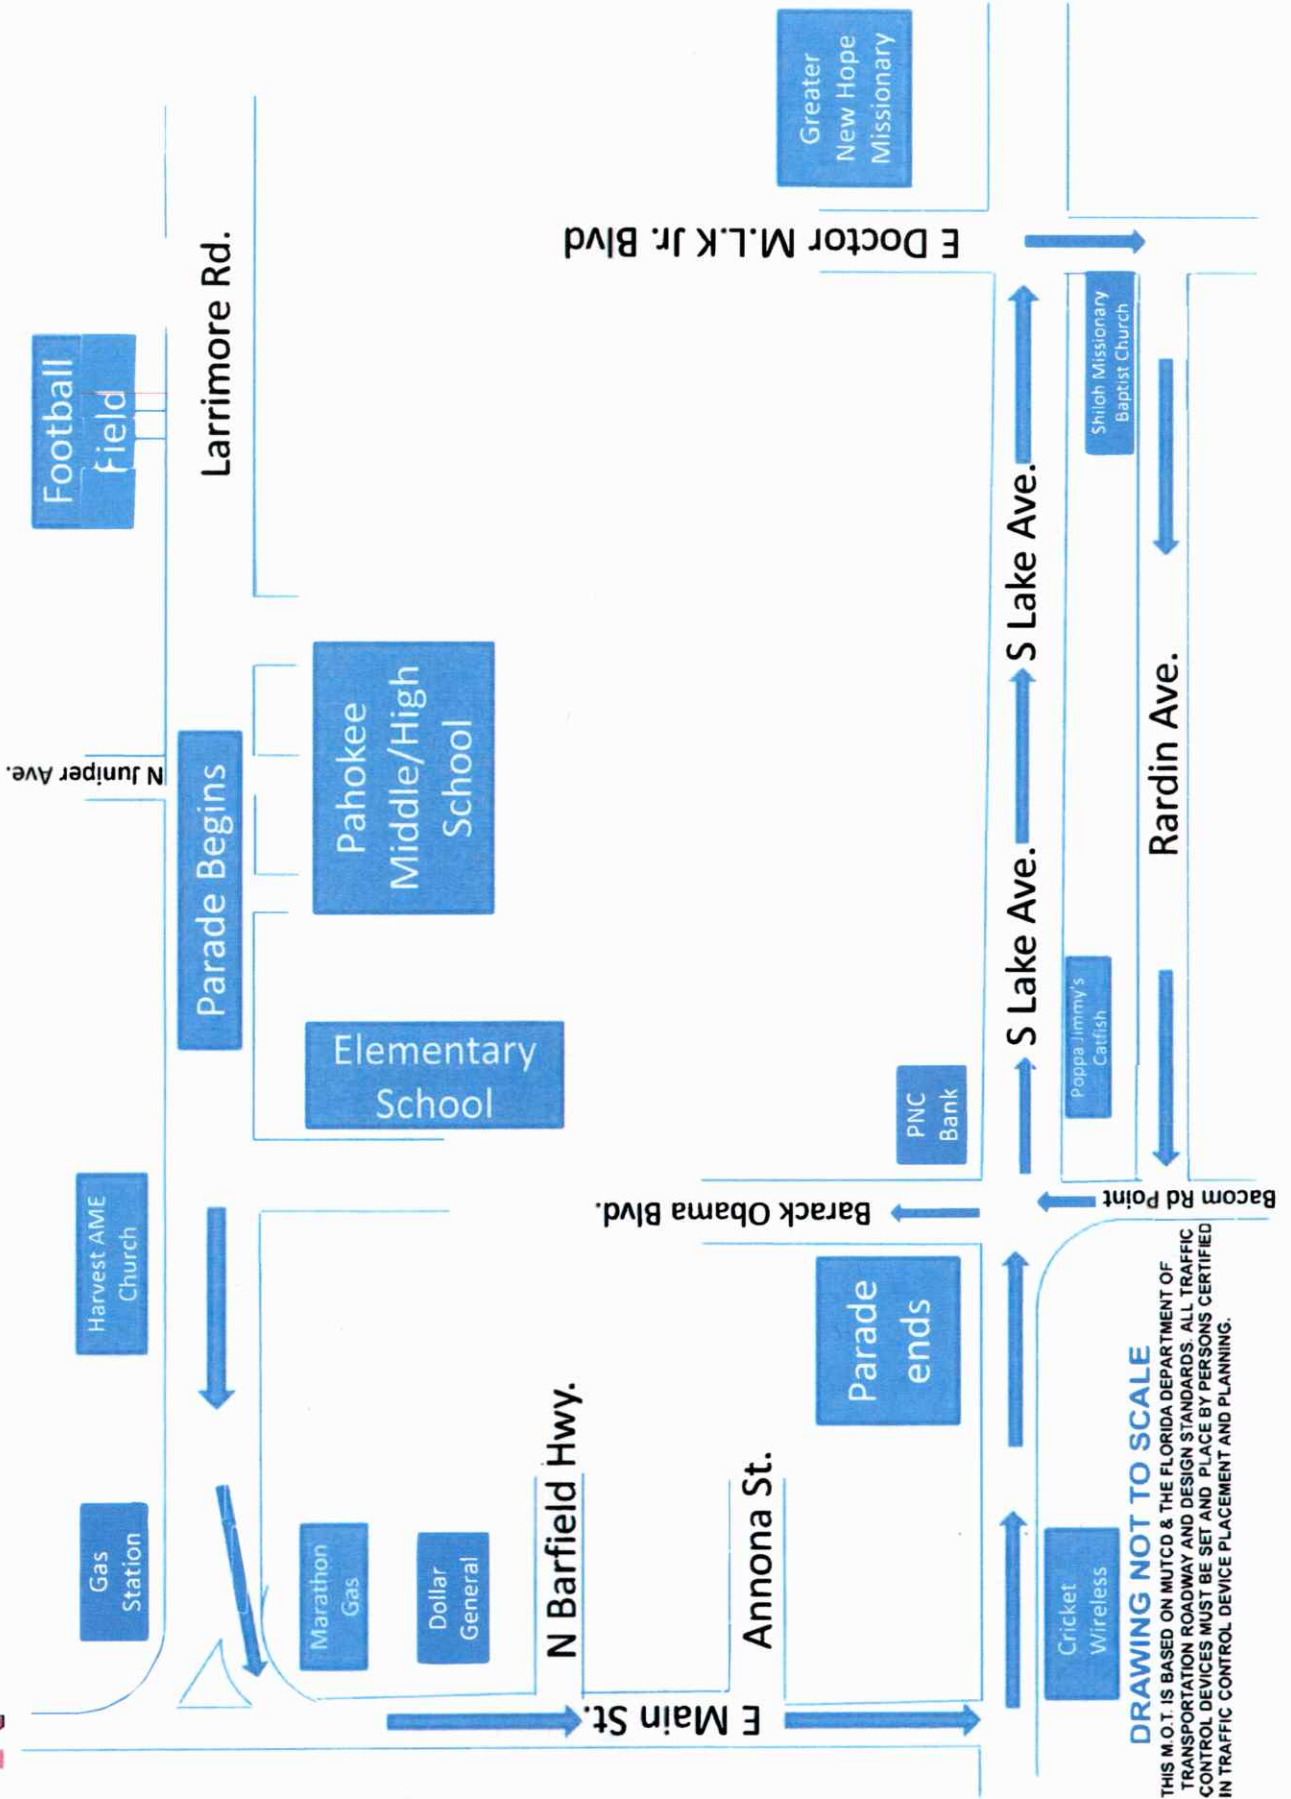 Gas
Station
Harvest AME
Church
N Juniper Ave.
Football
Field
Parade Begins
Larrimore Rd.
Marathon
Gas
Elementary
School
Pahokee
Middle/High
School
Dollar
General
N Barfield Hwy.
E Main St.
Annona St.
Barack Obama Blvd.
E Doctor M.L.K Jr. Blvd
Greater
New Hope
Missionary
Parade
ends
PNC
Bank
S Lake Ave.
S Lake Ave.
Cricket
Wireless
Poppa Jimmy's
Catfish
Shiloh Missionary
Baptist Church
Bacom Rd Point
Rardin Ave.
DRAWING NOT TO SCALE
THIS M.O.T. IS BASED ON MUTCD & THE FLORIDA DEPARTMENT OF
TRANSPORTATION ROADWAY AND DESIGN STANDARDS. ALL TRAFFIC
CONTROL DEVICES MUST BE SET AND PLACE BY PERSONS CERTIFIED
IN TRAFFIC CONTROL DEVICE PLACEMENT AND PLANNING.